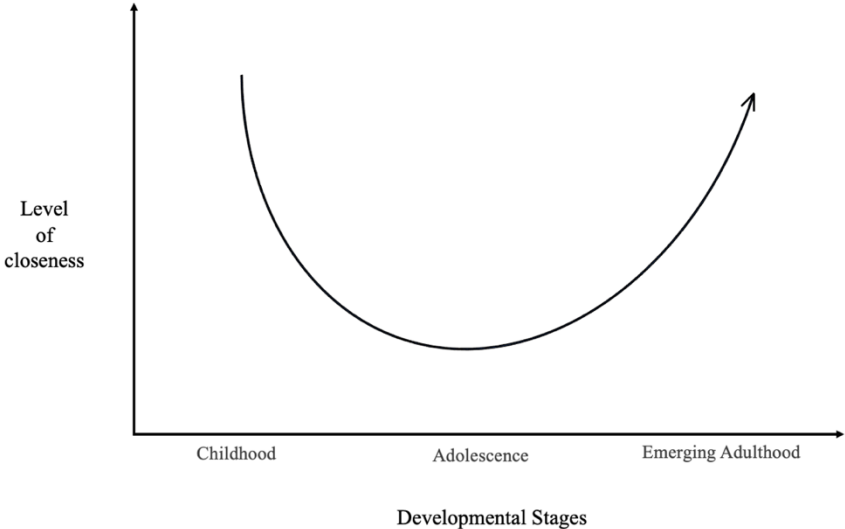 Level
of
closeness
Childhood
Adolescence
Emerging Adulthood
Developmental Stages